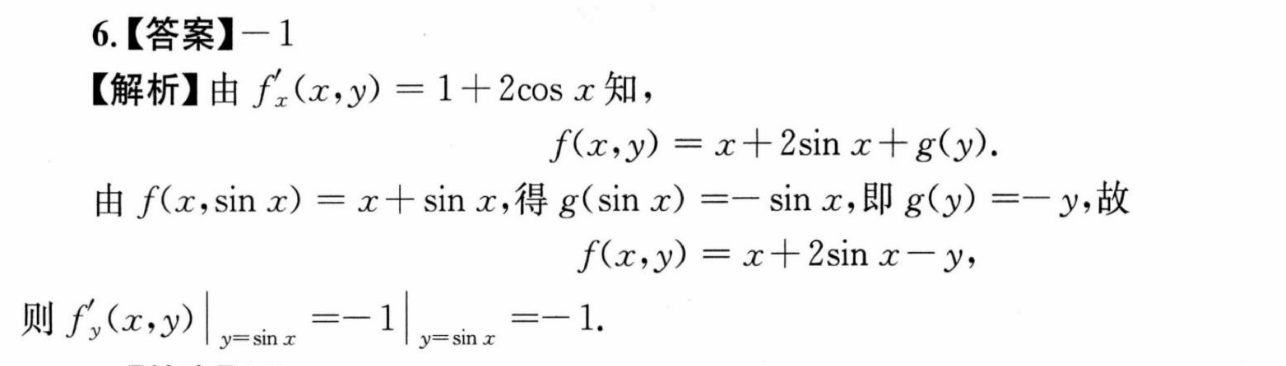 6.【答案】－1
【解析】由 f′ₓ(x,y) = 1+2cos x 知，
f(x,y) = x+2sin x+g(y).
由 f(x,sin x) = x+sin x,得 g(sin x) =－sin x,即 g(y) =－y,故
f(x,y) = x+2sin x－y,
则 f′_y(x,y)|_{y=sin x} =－1|_{y=sin x} =－1.